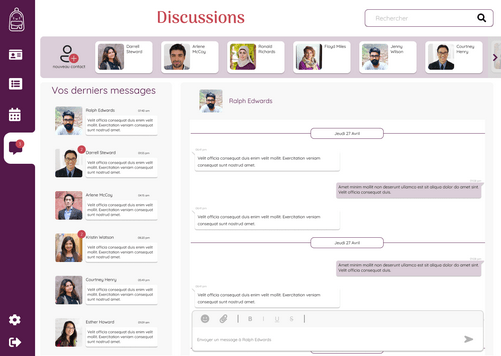 Discussions
Rechercher
nouveau contact
Darrell
Steward
Arlene
McCoy
Ronald
Richards
Floyd Miles
Jenny
Wilson
Courtney
Henry
Vos derniers messages
Ralph Edwards
Velit officia consequat duis enim velit
mollit. Exercitation veniam
consequat sunt nostrud amet.
Darrell Steward
Velit officia consequat duis enim velit
mollit. Exercitation veniam consequat
sunt nostrud amet.
Arlene McCoy
Velit officia consequat duis enim velit
mollit. Exercitation veniam consequat
sunt nostrud amet.
Kristin Watson
Velit officia consequat duis enim velit
mollit. Exercitation veniam consequat
sunt nostrud amet.
Courtney Henry
Velit officia consequat duis enim velit
mollit. Exercitation veniam consequat
sunt nostrud amet.
Esther Howard
Velit officia consequat duis enim velit
mollit. Exercitation veniam consequat
sunt nostrud amet.
Ralph Edwards
Jeudi 27 Avril
Velit officia consequat duis enim velit mollit. Exercitation veniam
consequat sunt nostrud amet.
Amet minim mollit non deserunt ullamco est sit aliqua dolor do amet sint
Velit officia consequat duis.
Velit officia consequat duis enim velit mollit. Exercitation veniam
consequat sunt nostrud amet.
Jeudi 27 Avril
Amet minim mollit non deserunt ullamco est sit aliqua dolor do amet sint
Velit officia consequat duis.
Velit officia consequat duis enim velit mollit. Exercitation veniam
consequat sunt nostrud amet.
B I U S
Envoyer un message à Ralph Edwards